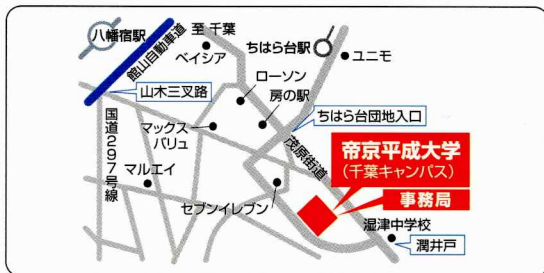 八幡宿駅
館山自動車道
至 千葉
ベイシア
ちはら台駅
ユニモ
山木三叉路
ローソン
房の駅
ちはら台団地入口
国道297号線
マックス
バリュ
茂原街道
帝京平成大学
(千葉キャンパス)
マルエイ
事務局
セブンイレブン
湿津中学校
潤井戸